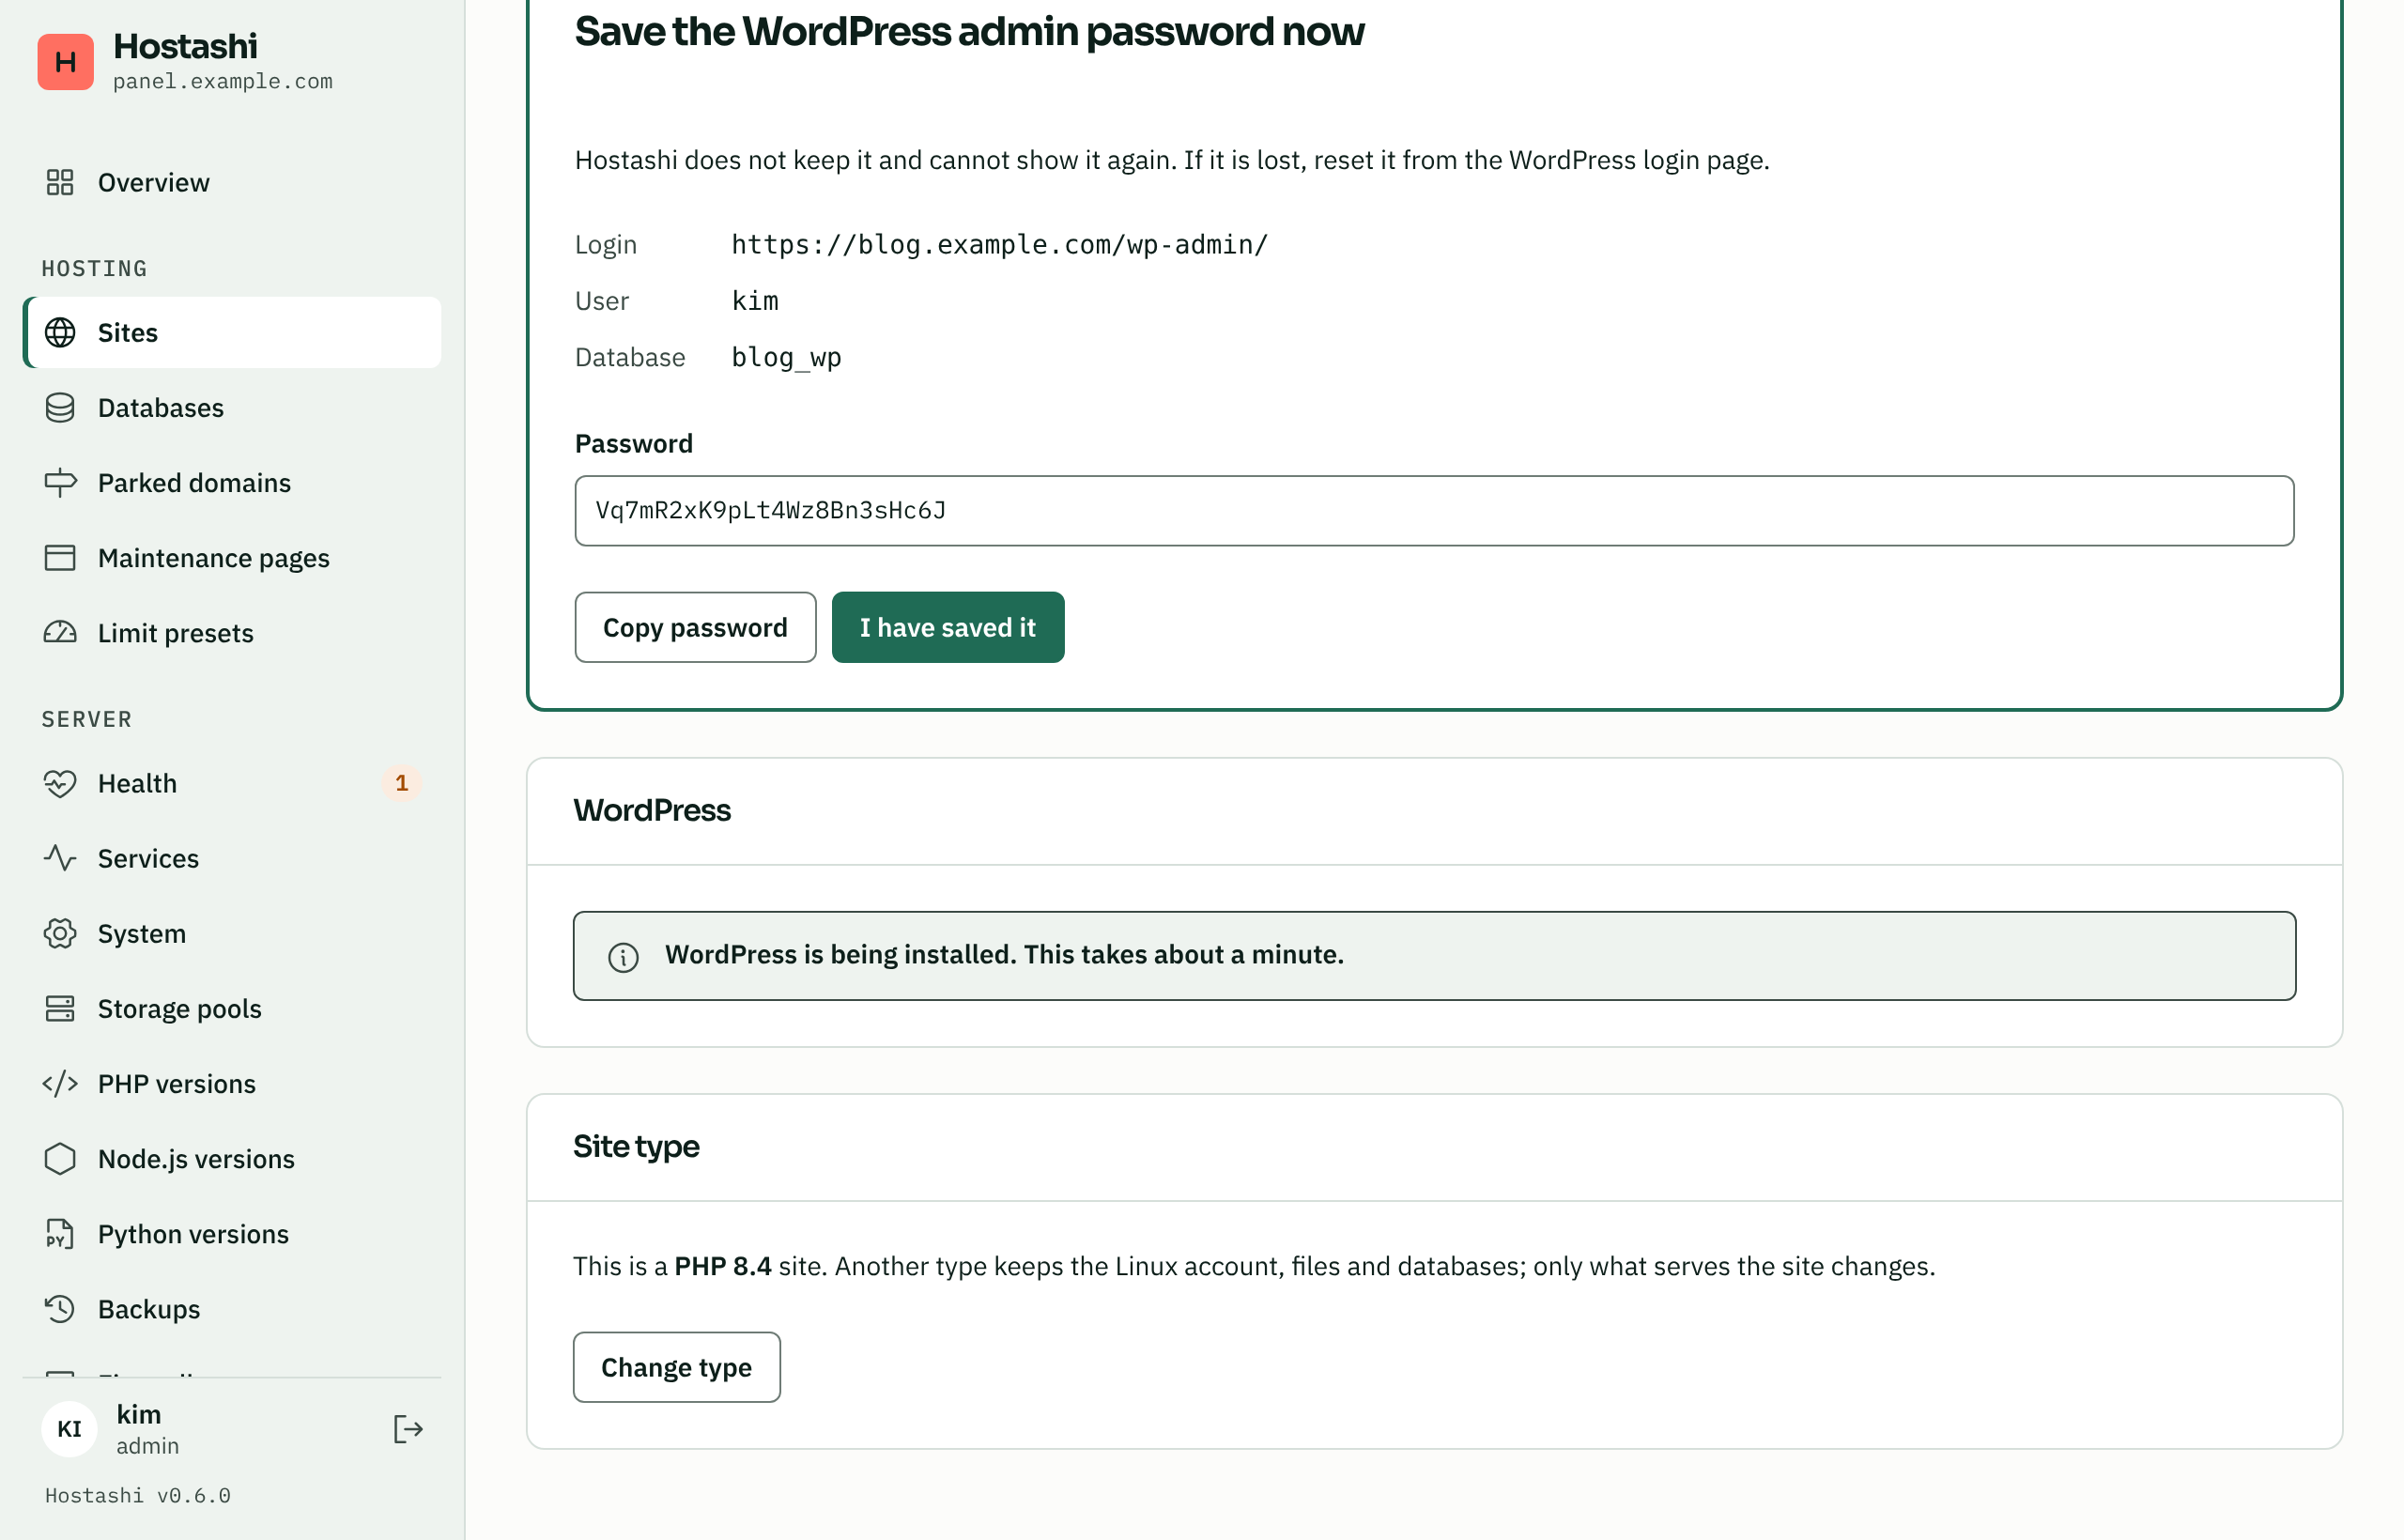 H
Hostashi
panel.example.com
Overview
HOSTING
Sites
Databases
Parked domains
Maintenance pages
Limit presets
SERVER
Health 1
Services
System
Storage pools
PHP versions
Node.js versions
PY Python versions
Backups
KI
kim
admin
Hostashi v0.6.0
Save the WordPress admin password now
Hostashi does not keep it and cannot show it again. If it is lost, reset it from the WordPress login page.
Login https://blog.example.com/wp-admin/
User kim
Database blog_wp
Password
Vq7mR2xK9pLt4Wz8Bn3sHc6J
Copy password I have saved it
WordPress
WordPress is being installed. This takes about a minute.
Site type
This is a PHP 8.4 site. Another type keeps the Linux account, files and databases; only what serves the site changes.
Change type